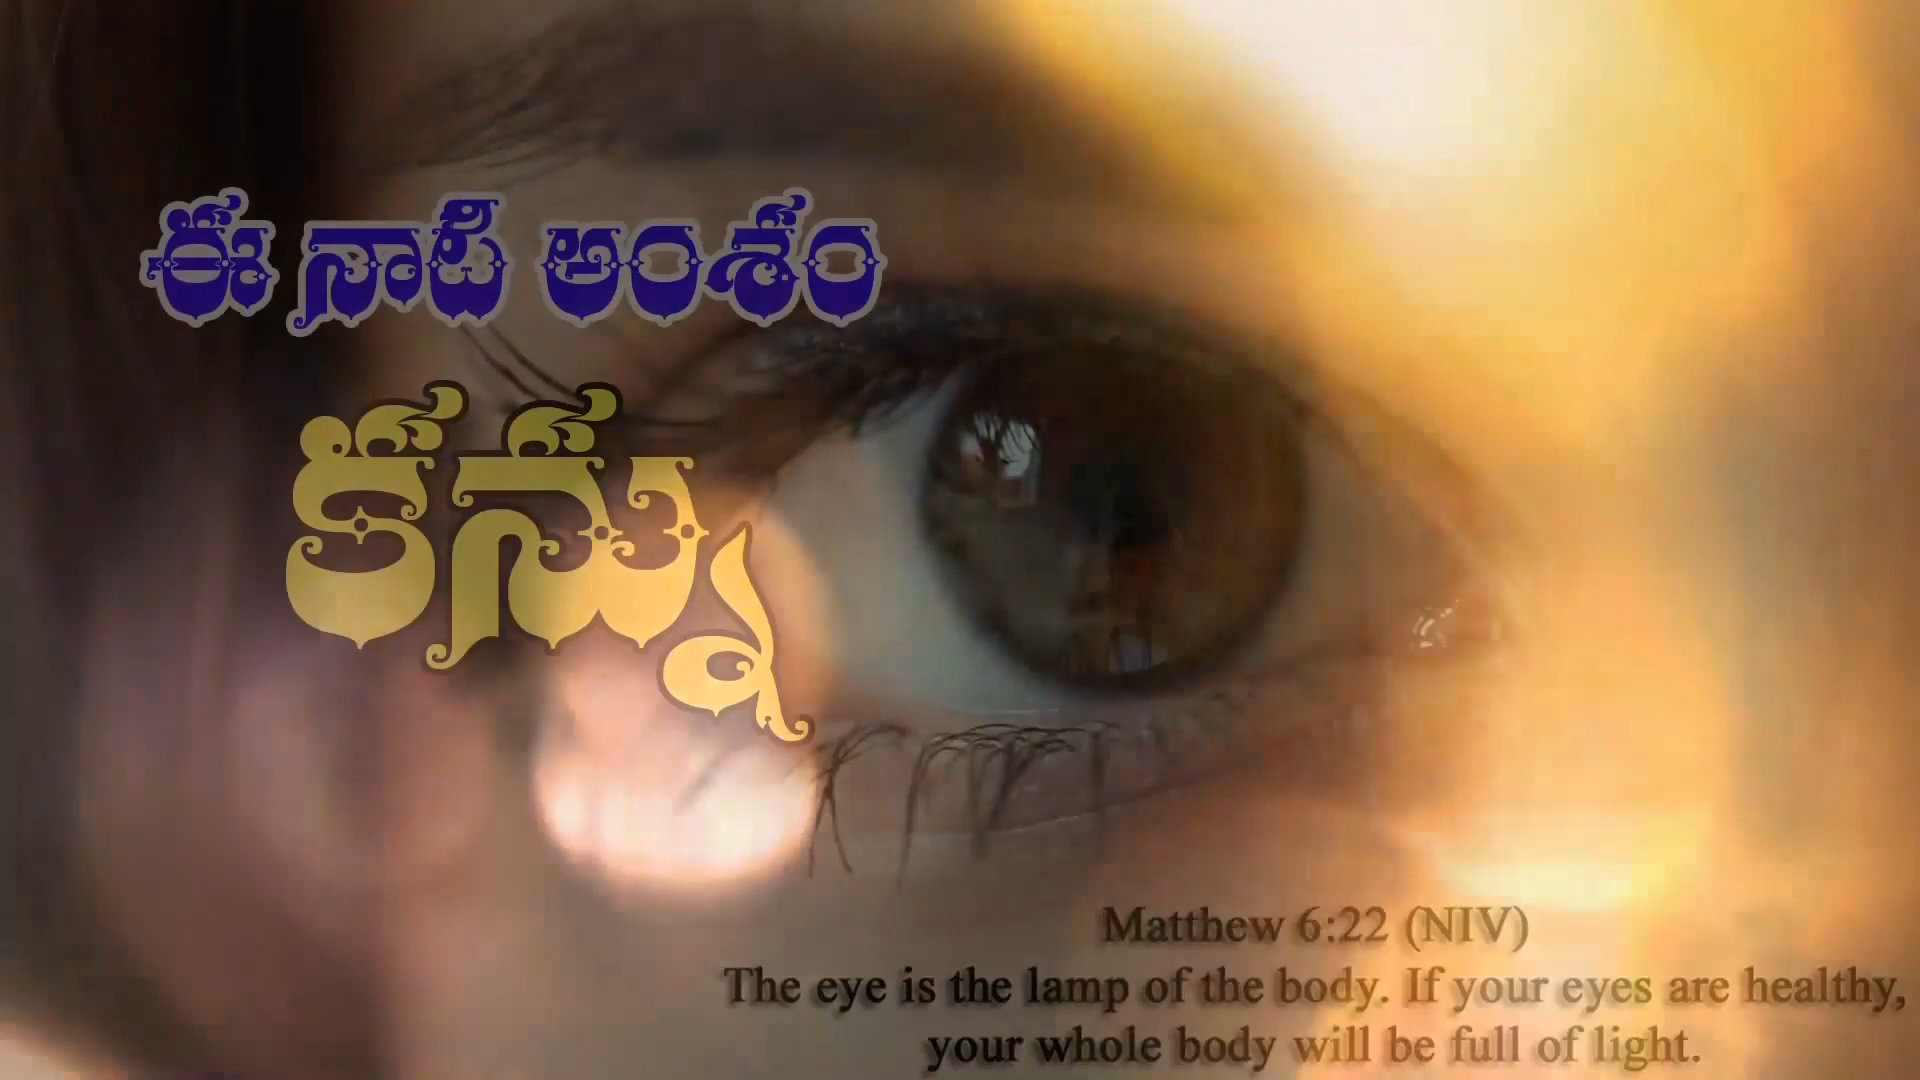 ఈ నాటి అంశం
కన్ను
Matthew 6:22 (NIV)
The eye is the lamp of the body. If your eyes are healthy,
your whole body will be full of light.